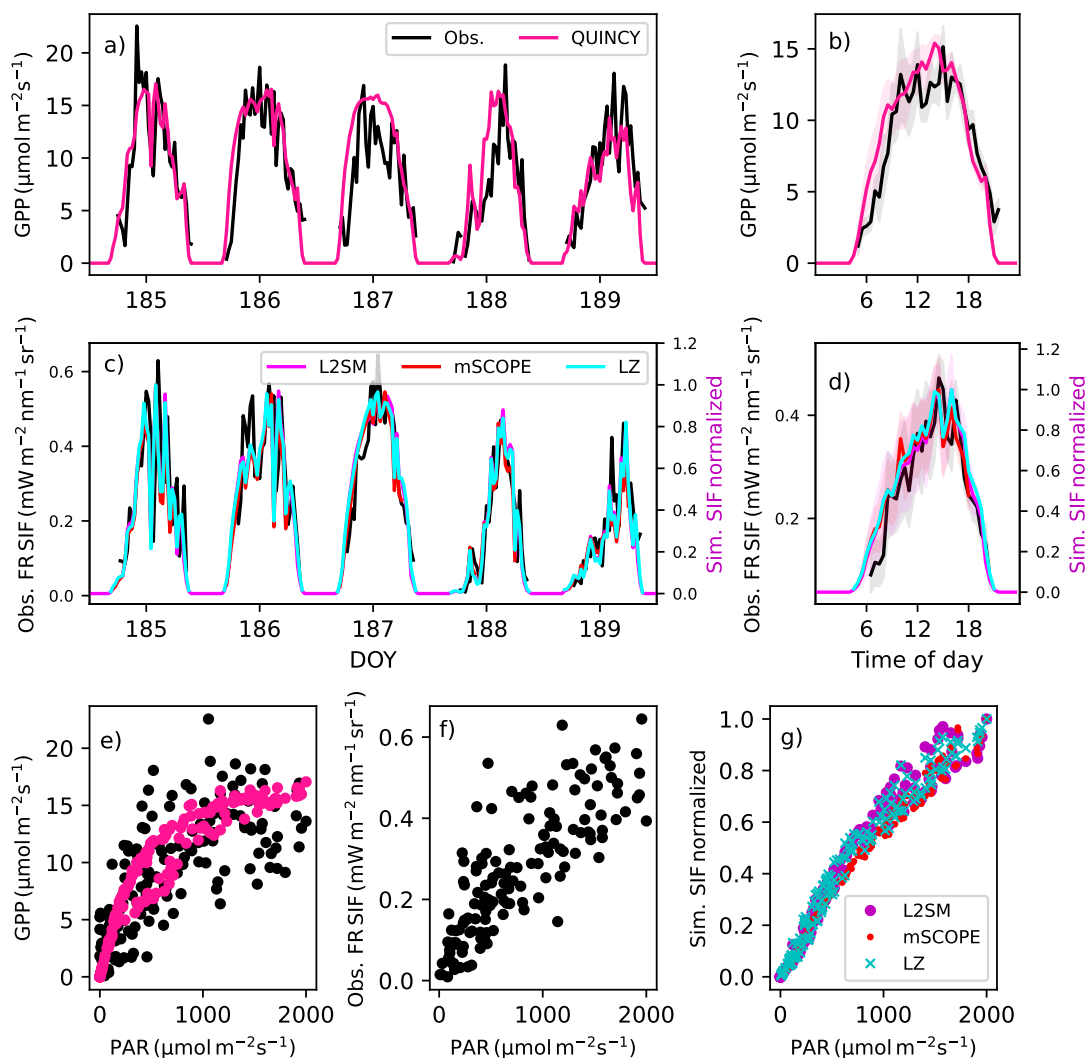 a)
Obs.
QUINCY
GPP (μmol m⁻²s⁻¹)
20
15
10
5
0
185
186
187
188
189
b)
GPP (μmol m⁻²s⁻¹)
15
10
5
0
6
12
18
c)
L2SM
mSCOPE
LZ
Obs. FR SIF (mW m⁻² nm⁻¹ sr⁻¹)
0.6
0.4
0.2
0.0
1.2
1.0
0.8
0.6
0.4
0.2
0.0
Sim. SIF normalized
185
186
187
188
189
DOY
d)
Obs. FR SIF (mW m⁻² nm⁻¹ sr⁻¹)
0.4
0.2
1.2
1.0
0.8
0.6
0.4
0.2
0.0
Sim. SIF normalized
6
12
18
Time of day
e)
GPP (μmol m⁻²s⁻¹)
20
15
10
5
0
0
1000
2000
PAR (μmol m⁻²s⁻¹)
f)
Obs. FR SIF (mW m⁻² nm⁻¹ sr⁻¹)
0.6
0.4
0.2
0.0
0
1000
2000
PAR (μmol m⁻²s⁻¹)
g)
Sim. SIF normalized
1.0
0.8
0.6
0.4
0.2
0.0
L2SM
mSCOPE
LZ
0
1000
2000
PAR (μmol m⁻²s⁻¹)